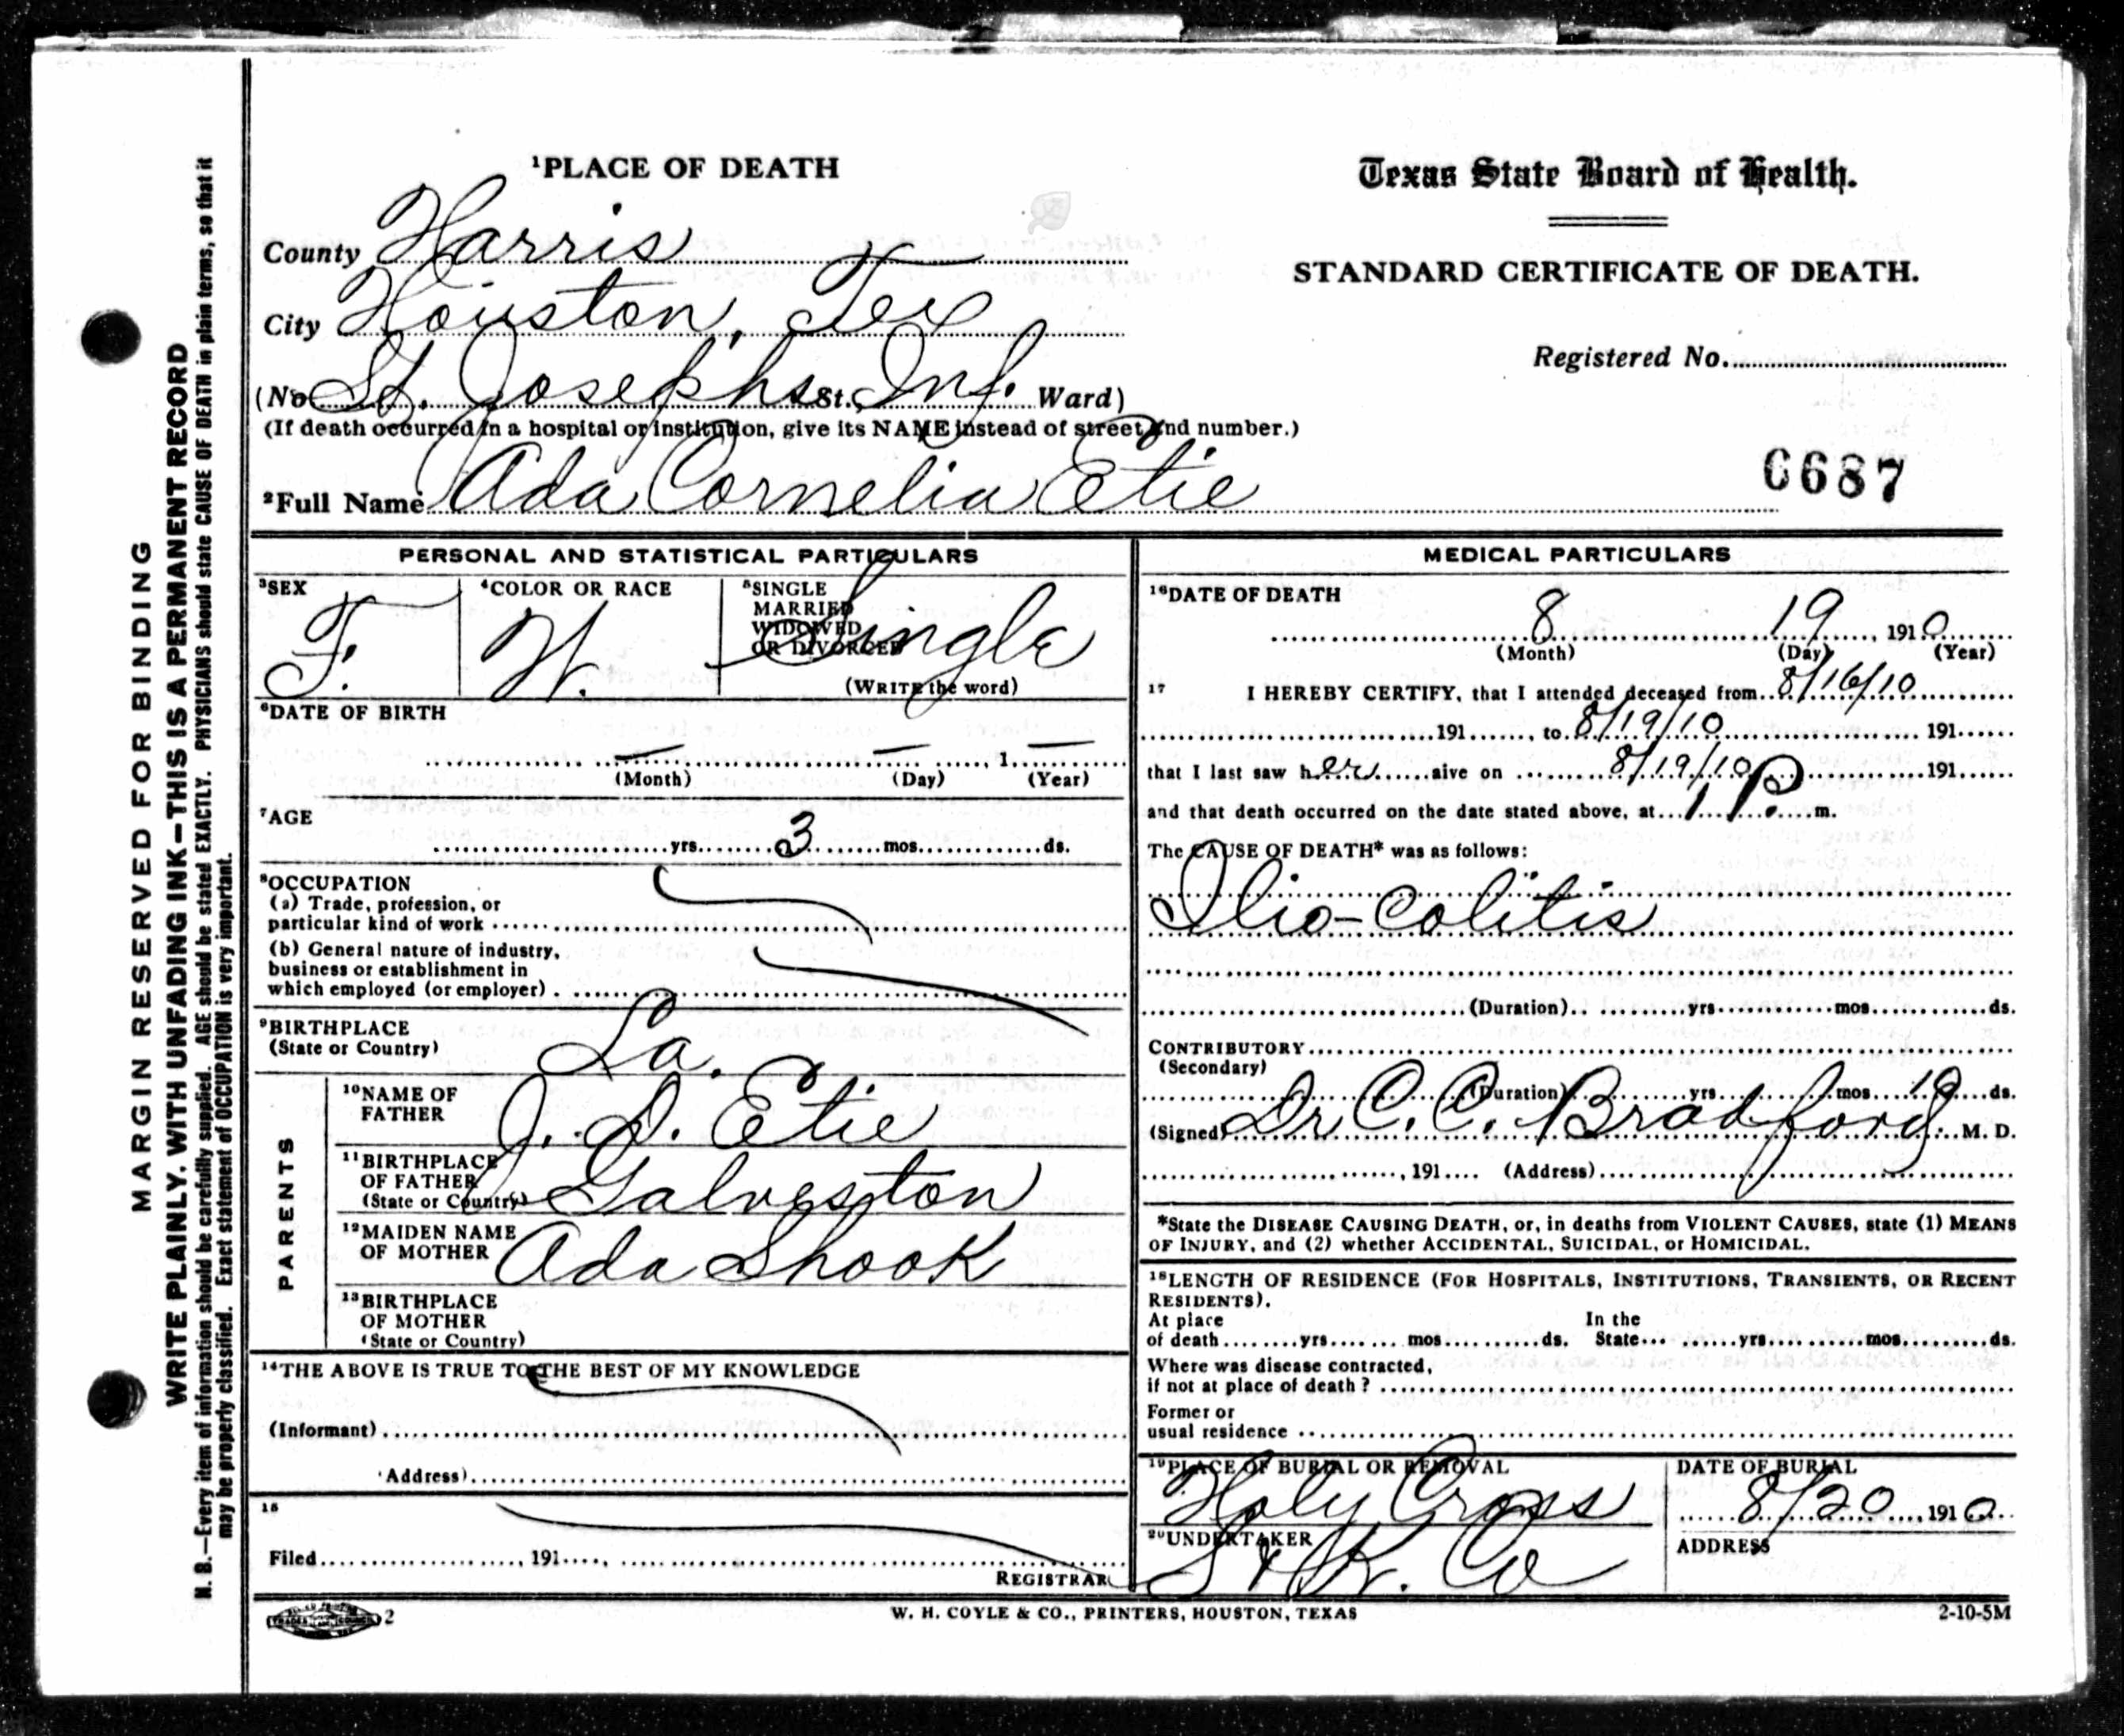 ¹PLACE OF DEATH
Texas State Board of Health.
County Harris
STANDARD CERTIFICATE OF DEATH.
City Houston, Tex
Registered No.
(No St. Josephs St. Inf. Ward)
(If death occurred in a hospital or institution, give its NAME instead of street and number.)
0687
²Full Name Ada Cornelia Etie
MARGIN RESERVED FOR BINDING
WRITE PLAINLY, WITH UNFADING INK—THIS IS A PERMANENT RECORD
N. B.—Every item of information should be carefully supplied. AGE should be stated EXACTLY. PHYSICIANS should state CAUSE OF DEATH in plain terms, so that it
may be properly classified. Exact statement of OCCUPATION is very important.
PERSONAL AND STATISTICAL PARTICULARS
³SEX
F.
⁴COLOR OR RACE
W.
⁵SINGLE
MARRIED
WIDOWED
OR DIVORCED
Single
(WRITE the word)
⁶DATE OF BIRTH
— — 1 —
(Month) (Day) (Year)
⁷AGE
yrs. 3 mos. ds.
⁸OCCUPATION
(a) Trade, profession, or
particular kind of work
(b) General nature of industry,
business or establishment in
which employed (or employer)
⁹BIRTHPLACE
(State or Country)
La.
PARENTS
¹⁰NAME OF
FATHER
J. D. Etie
¹¹BIRTHPLACE
OF FATHER
(State or Country)
Galveston
¹²MAIDEN NAME
OF MOTHER
Ada Shook
¹³BIRTHPLACE
OF MOTHER
(State or Country)
¹⁴THE ABOVE IS TRUE TO THE BEST OF MY KNOWLEDGE
(Informant)
(Address)
¹⁵
Filed 191
REGISTRAR
MEDICAL PARTICULARS
¹⁶DATE OF DEATH
8 19, 1910
(Month) (Day) (Year)
¹⁷ I HEREBY CERTIFY, that I attended deceased from 8/16/10
191, to 8/19/10 191
that I last saw her aive on 8/19/10 191
and that death occurred on the date stated above, at 1 P. m.
The CAUSE OF DEATH* was as follows:
Ilio-colitis
(Duration) yrs. mos. ds.
CONTRIBUTORY
(Secondary)
(Duration) yrs. mos. 10 ds.
(Signed) Dr C. C. Bradford M. D.
, 191 (Address)
*State the DISEASE CAUSING DEATH, or, in deaths from VIOLENT CAUSES, state (1) MEANS
OF INJURY, and (2) whether ACCIDENTAL, SUICIDAL, or HOMICIDAL.
¹⁸LENGTH OF RESIDENCE (FOR HOSPITALS, INSTITUTIONS, TRANSIENTS, OR RECENT
RESIDENTS).
At place In the
of death yrs. mos. ds. State yrs. mos. ds.
Where was disease contracted,
if not at place of death?
Former or
usual residence
¹⁹PLACE OF BURIAL OR REMOVAL
Holy Cross
DATE OF BURIAL
8/20, 1910
²⁰UNDERTAKER
S & K. Co
ADDRESS
2
W. H. COYLE & CO., PRINTERS, HOUSTON, TEXAS
2-10-5M